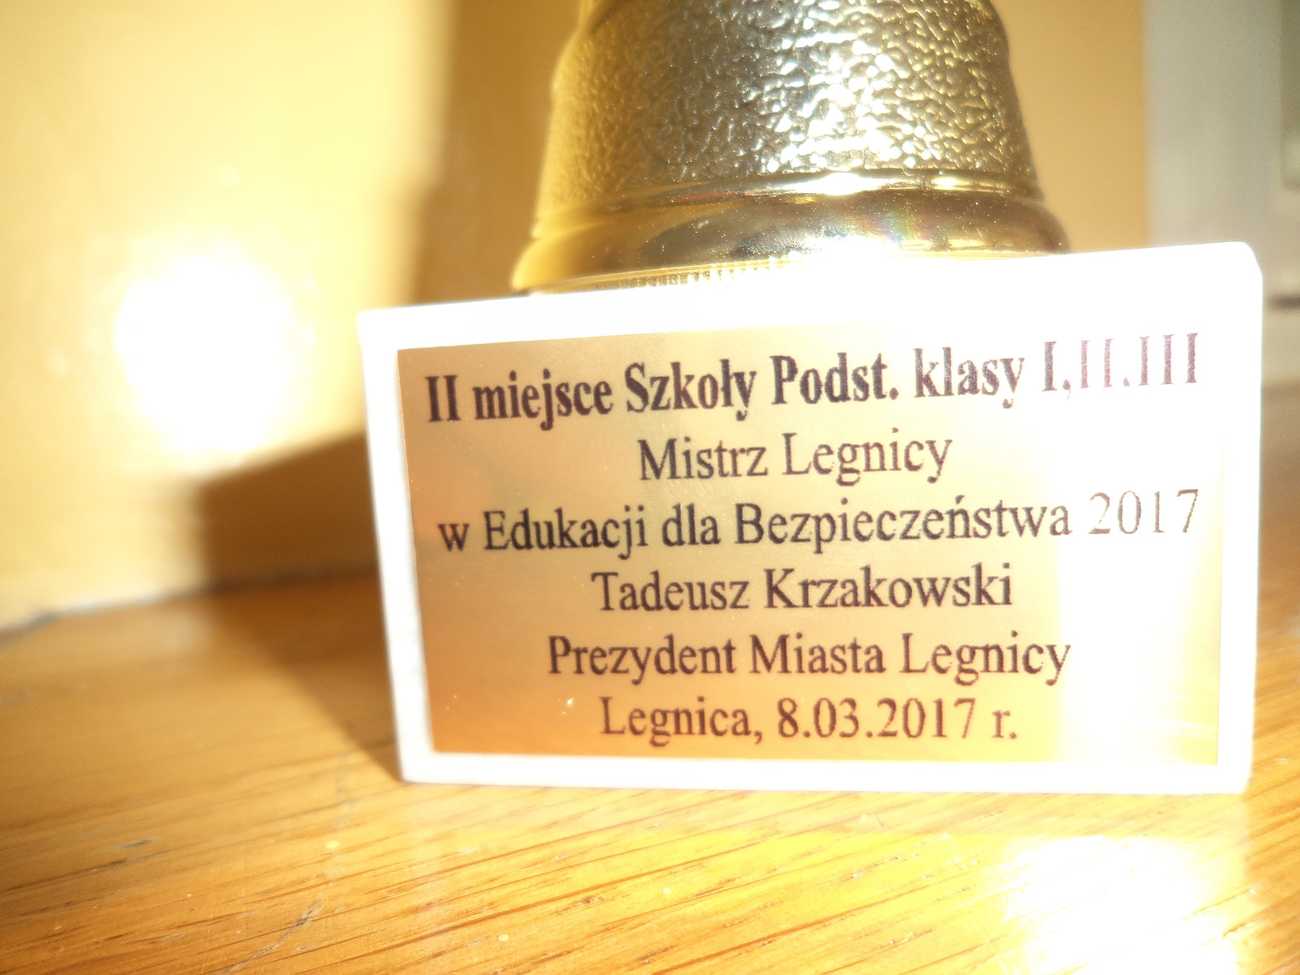 II miejsce Szkoły Podst. klasy I,II.III
Mistrz Legnicy
w Edukacji dla Bezpieczeństwa 2017
Tadeusz Krzakowski
Prezydent Miasta Legnicy
Legnica, 8.03.2017 r.